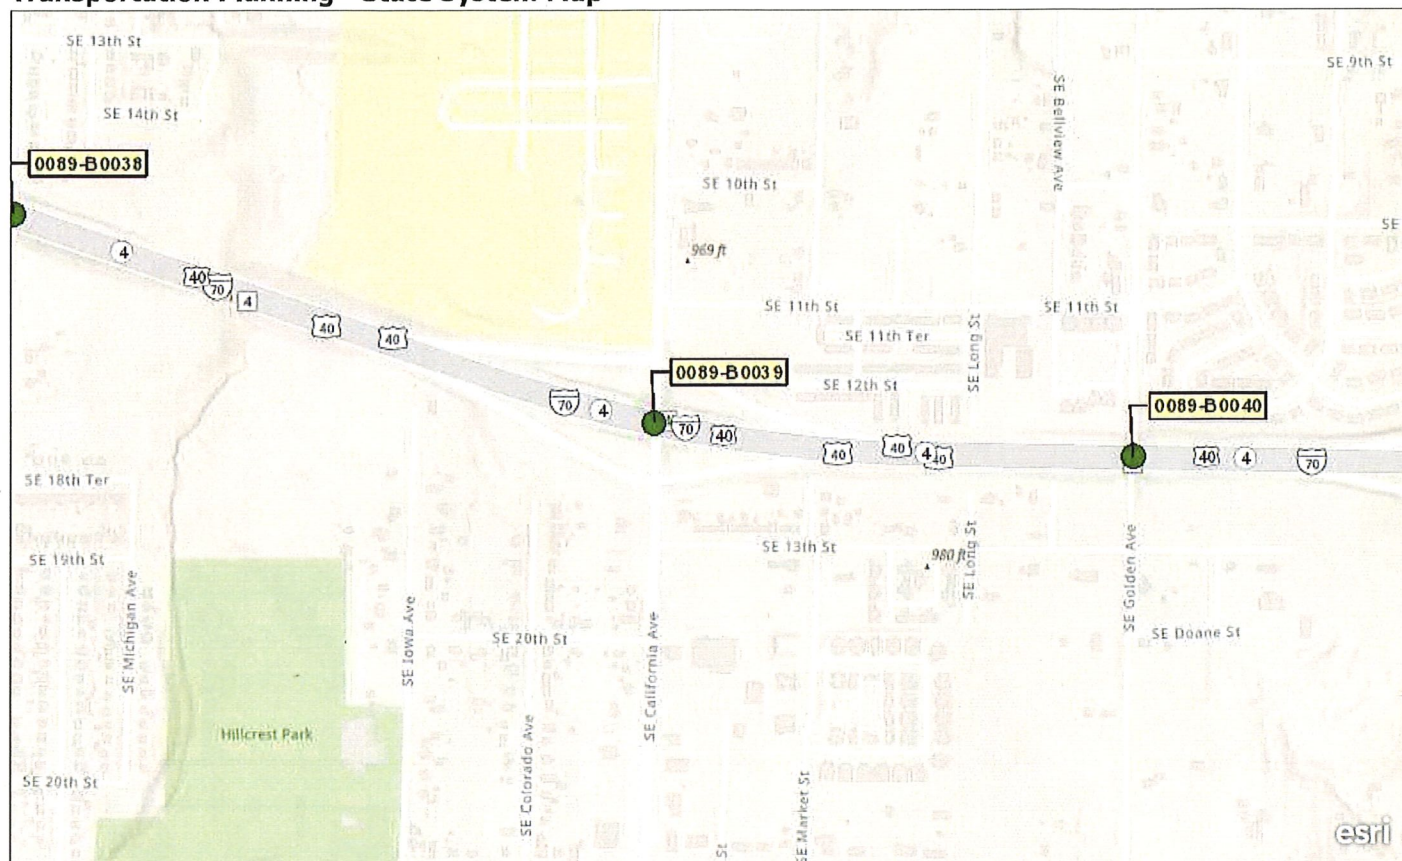 Transportation Planning - State System Map
SE 13th St
SE 9th St
SE 14th St
SE Bellview Ave
0089-B0038
SE 10th St
SE
4
969 ft
40
70
4
SE 11th St
SE 11th St
40
40
SE 11th Ter
SE Long St
0089-B0039
SE 12th St
70
4
0089-B0040
70
40
40
40
4
40
40
4
70
SE 18th Ter
SE 13th St
980 ft
SE Long St
SE 19th St
SE Michigan Ave
SE Iowa Ave
SE Golden Ave
SE 20th St
SE California Ave
SE Doane St
Hillcrest Park
SE Colorado Ave
SE 20th St
SE Market St
St
esri